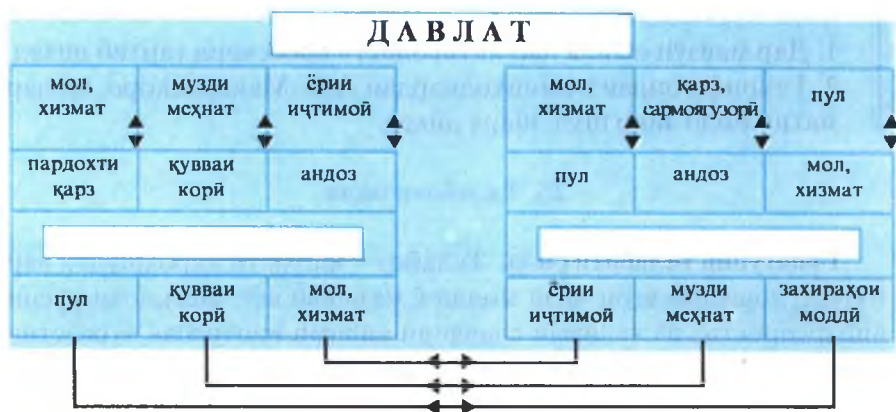 ДАВЛАТ
мол, хизмат
музди меҳнат
ёрии иҷтимоӣ
мол, хизмат
қарз, сармоягузорӣ
пул
пардохти қарз
қувваи корӣ
андоз
пул
андоз
мол, хизмат
пул
қувваи корӣ
мол, хизмат
ёрии иҷтимоӣ
музди меҳнат
захираҳои моддӣ